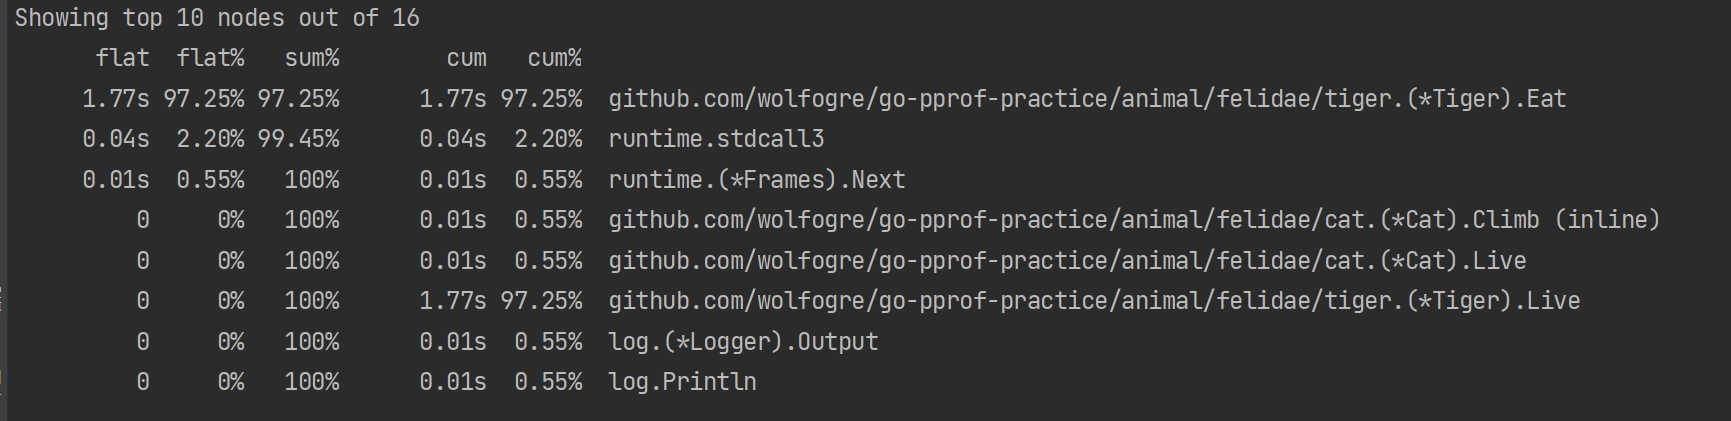 Showing top 10 nodes out of 16
flat flat% sum% cum cum%
1.77s 97.25% 97.25% 1.77s 97.25% github.com/wolfogre/go-pprof-practice/animal/felidae/tiger.(*Tiger).Eat
0.04s 2.20% 99.45% 0.04s 2.20% runtime.stdcall3
0.01s 0.55% 100% 0.01s 0.55% runtime.(*Frames).Next
0 0% 100% 0.01s 0.55% github.com/wolfogre/go-pprof-practice/animal/felidae/cat.(*Cat).Climb (inline)
0 0% 100% 0.01s 0.55% github.com/wolfogre/go-pprof-practice/animal/felidae/cat.(*Cat).Live
0 0% 100% 1.77s 97.25% github.com/wolfogre/go-pprof-practice/animal/felidae/tiger.(*Tiger).Live
0 0% 100% 0.01s 0.55% log.(*Logger).Output
0 0% 100% 0.01s 0.55% log.Println